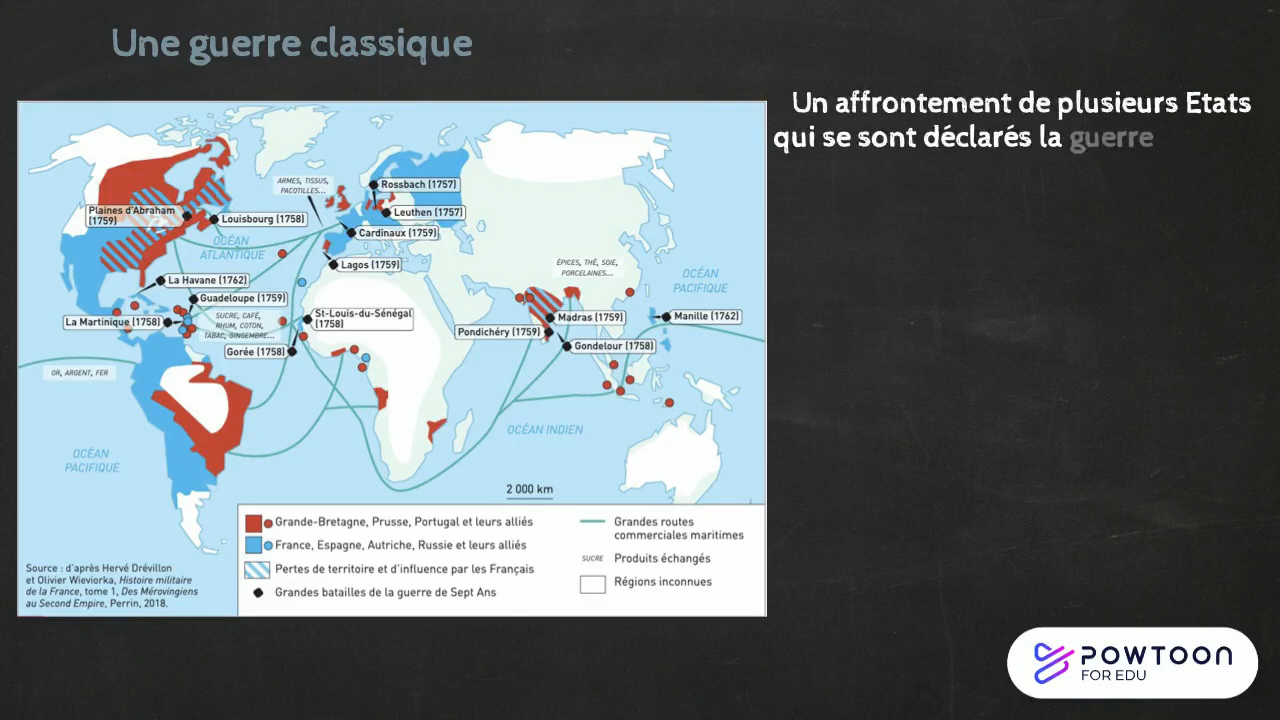 Une guerre classique
Un affrontement de plusieurs Etats
qui se sont déclarés la guerre
ARMES, TISSUS,
PACOTILLES...
Rossbach (1757)
Plaines d'Abraham
(1759)
Louisbourg (1758)
Leuthen (1757)
Cardinaux (1759)
OCÉAN
ATLANTIQUE
Lagos (1759)
ÉPICES, THÉ, SOIE,
PORCELAINES...
OCÉAN
PACIFIQUE
La Havane (1762)
Guadeloupe (1759)
SUCRE, CAFÉ,
RHUM, COTON,
TABAC, GINGEMBRE...
St-Louis-du-Sénégal
(1758)
La Martinique (1758)
Madras (1759)
Manille (1762)
Pondichéry (1759)
Gondelour (1758)
Gorée (1758)
OR, ARGENT, FER
OCÉAN INDIEN
OCÉAN
PACIFIQUE
2 000 km
Grande-Bretagne, Prusse, Portugal et leurs alliés
France, Espagne, Autriche, Russie et leurs alliés
Pertes de territoire et d'influence par les Français
Grandes batailles de la guerre de Sept Ans
Grandes routes
commerciales maritimes
SUCRE Produits échangés
Régions inconnues
Source : d'après Hervé Drévillon
et Olivier Wieviorka, Histoire militaire
de la France, tome 1, Des Mérovingiens
au Second Empire, Perrin, 2018.
POWTOON
FOR EDU